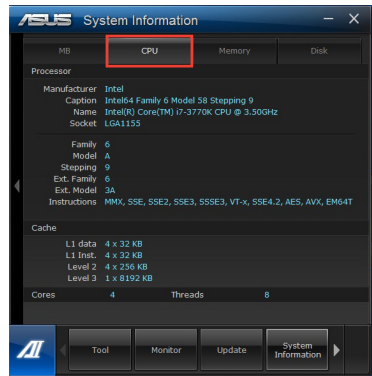 ASUS System Information
MB CPU Memory Disk
Processor
Manufacturer Intel
Caption Intel64 Family 6 Model 58 Stepping 9
Name Intel(R) Core(TM) i7-3770K CPU @ 3.50GHz
Socket LGA1155
Family 6
Model A
Stepping 9
Ext. Family 6
Ext. Model 3A
Instructions MMX, SSE, SSE2, SSE3, SSSE3, VT-x, SSE4.2, AES, AVX, EM64T
Cache
L1 data 4 x 32 KB
L1 Inst. 4 x 32 KB
Level 2 4 x 256 KB
Level 3 1 x 8192 KB
Cores 4 Threads 8
AI Tool Monitor Update System
Information